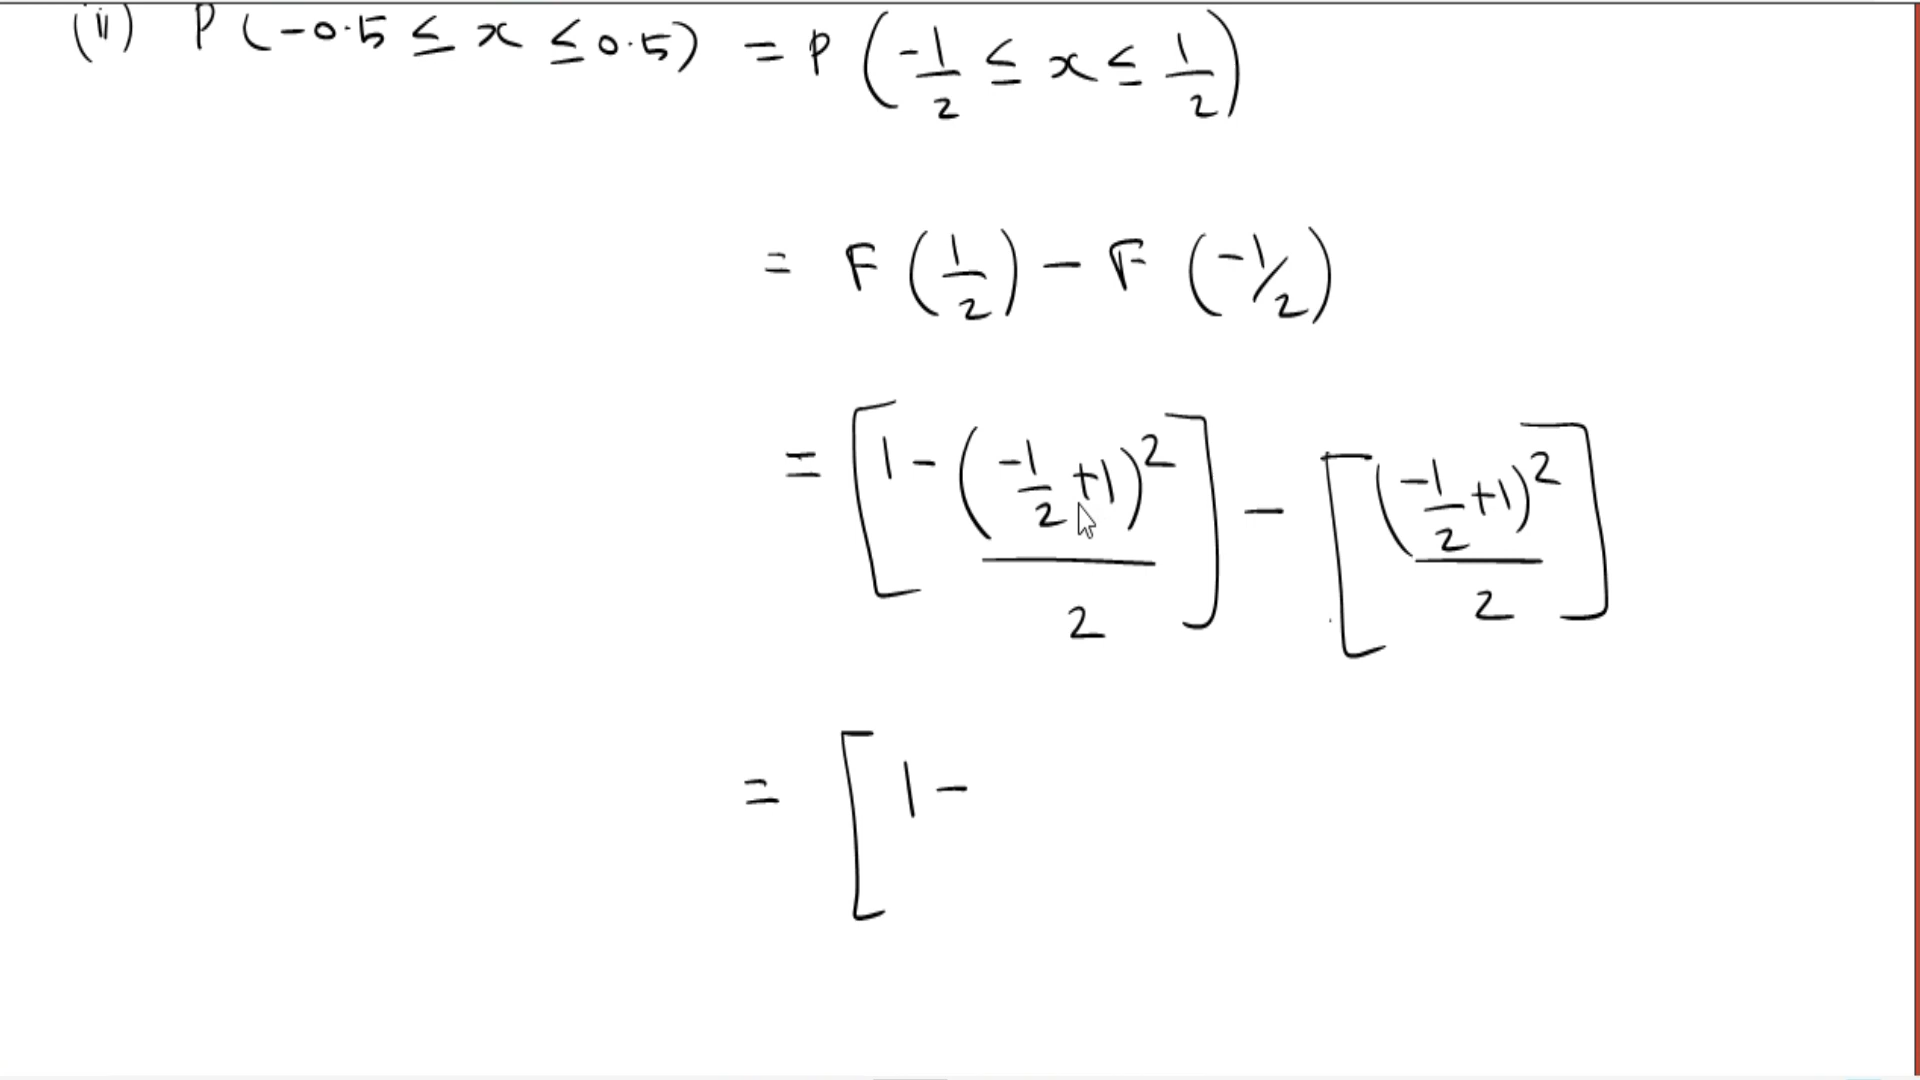 (ii) P(-0.5 ≤ x ≤ 0.5) = P(-1/2 ≤ x ≤ 1/2)
= F(1/2) - F(-1/2)
= [1 - (-1/2 + 1)²/2] - [(-1/2 + 1)²/2]
= [1 -